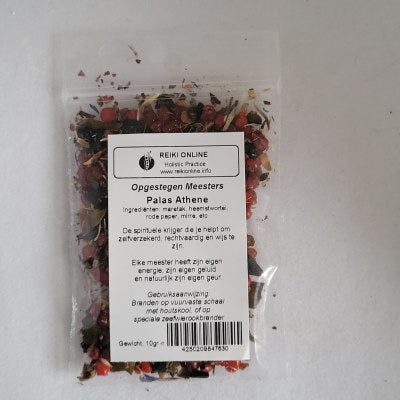 REIKI ONLINE
Holistic Practice
www.reikionline.info
Opgestegen Meesters
Palas Athene
Ingrediënten: maretak, heemstwortel,
rode peper, mirre, etc
De spirituele krijger die je helpt om
zelfverzekerd, rechtvaardig en wijs te
zijn.
Elke meester heeft zijn eigen
energie, zijn eigen geluid
en natuurlijk zijn eigen geur.
Gebruiksaanwijzing:
Branden op vuurvaste schaal
met houtskool, of op
speciale zeefwierookbrander
Gewicht: 10gr
4250209847630